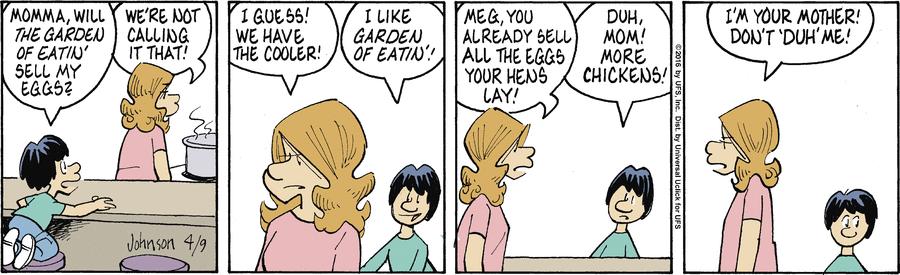 MOMMA, WILL
THE GARDEN
OF EATIN'
SELL MY
EGGS?
WE'RE NOT
CALLING
IT THAT!
Johnson 4/9
I GUESS!
WE HAVE
THE COOLER!
I LIKE
GARDEN
OF EATIN'!
MEG, YOU
ALREADY SELL
ALL THE EGGS
YOUR HENS
LAY!
DUH,
MOM!
MORE
CHICKENS!
©2016 by UFS, Inc. Dist. by Universal Uclick for UFS
I'M YOUR MOTHER!
DON'T 'DUH' ME!